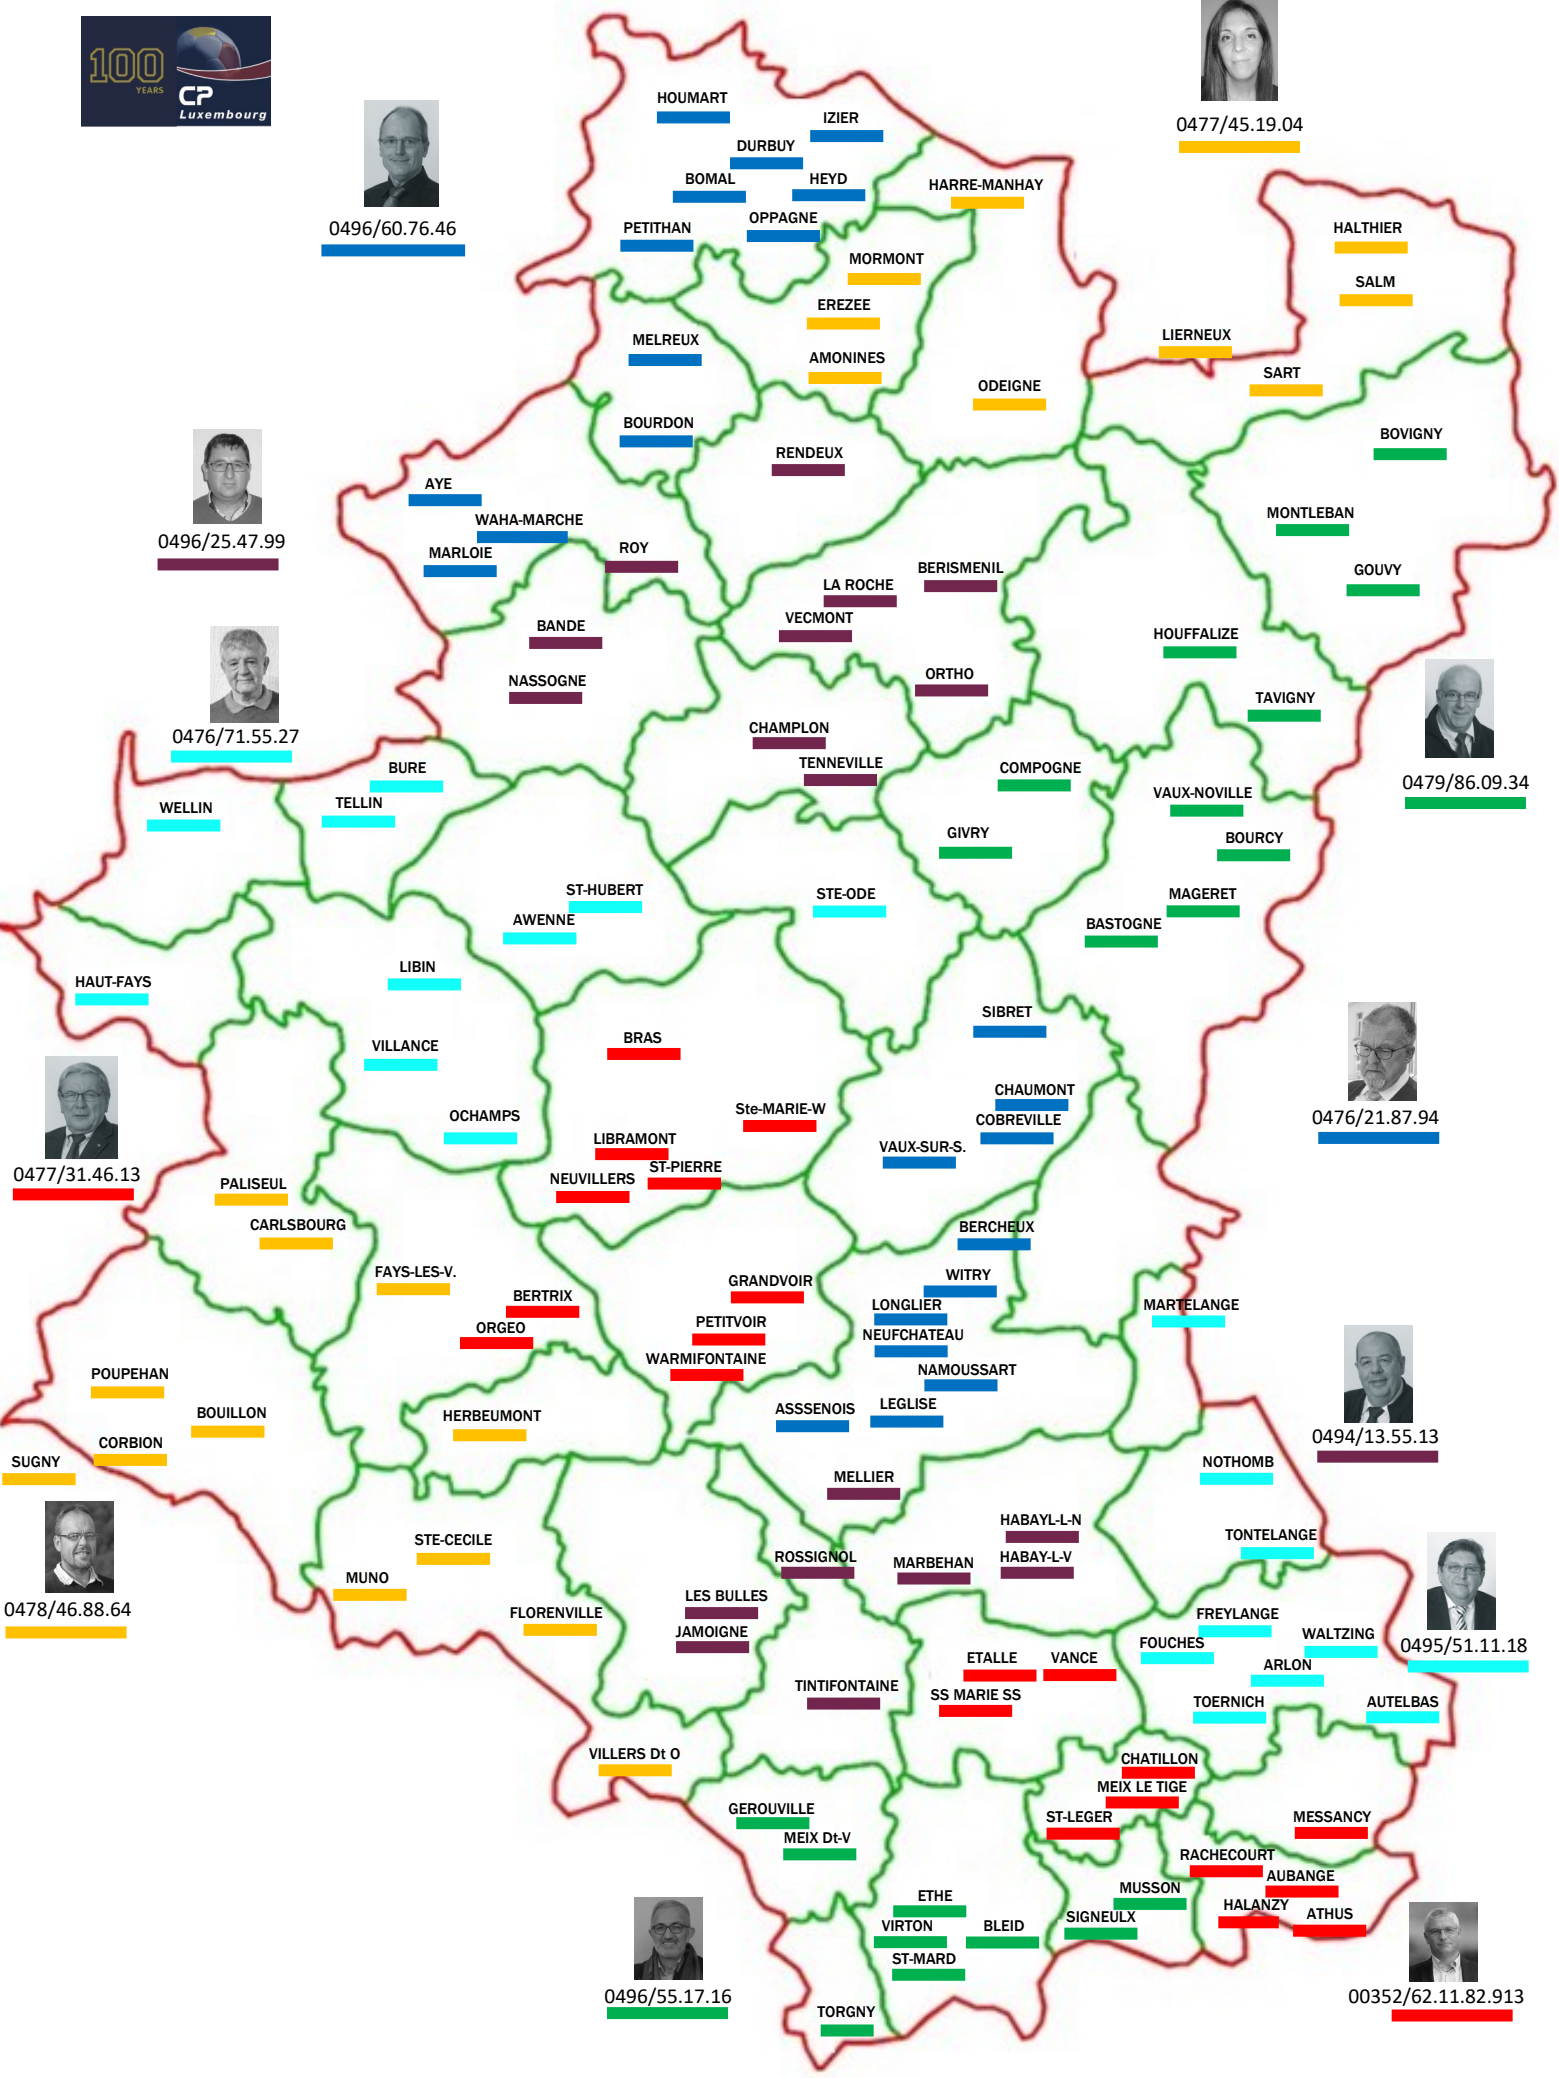 100
YEARS
CP
Luxembourg
0477/45.19.04
HOUMART
IZIER
DURBUY
BOMAL
HEYD
HARRE-MANHAY
0496/60.76.46
PETITHAN
OPPAGNE
HALTHIER
MORMONT
SALM
EREZEE
MELREUX
LIERNEUX
AMONINES
SART
ODEIGNE
BOURDON
BOVIGNY
RENDEUX
AYE
WAHA-MARCHE
MONTLEBAN
0496/25.47.99
MARLOIE
ROY
LA ROCHE
BERISMENIL
GOUVY
VECMONT
BANDE
HOUFFALIZE
NASSOGNE
ORTHO
TAVIGNY
0476/71.55.27
CHAMPLON
TENNEVILLE
BURE
COMPOGNE
0479/86.09.34
WELLIN
TELLIN
VAUX-NOVILLE
GIVRY
BOURCY
ST-HUBERT
STE-ODE
MAGERET
AWENNE
BASTOGNE
LIBIN
HAUT-FAYS
SIBRET
BRAS
VILLANCE
CHAUMONT
0476/21.87.94
Ste-MARIE-W
OCHAMPS
COBREVILLE
LIBRAMONT
VAUX-SUR-S.
0477/31.46.13
ST-PIERRE
NEUVILLERS
PALISEUL
CARLSBOURG
BERCHEUX
FAYS-LES-V.
GRANDVOIR
WITRY
BERTRIX
LONGLIER
MARTELANGE
ORGEO
PETITVOIR
NEUFCHATEAU
WARMIFONTAINE
NAMOUSSART
POUPEHAN
ASSSENOIS
LEGLISE
BOUILLON
HERBEUMONT
CORBION
0494/13.55.13
SUGNY
MELLIER
NOTHOMB
HABAYL-L-N
STE-CECILE
TONTELANGE
ROSSIGNOL
MARBEHAN
HABAY-L-V
MUNO
LES BULLES
0478/46.88.64
FLORENVILLE
FREYLANGE
JAMOIGNE
FOUCHES
WALTZING
0495/51.11.18
ETALLE
VANCE
ARLON
TINTIFONTAINE
SS MARIE SS
TOERNICH
AUTELBAS
VILLERS Dt O
CHATILLON
MEIX LE TIGE
GEROUVILLE
ST-LEGER
MESSANCY
MEIX Dt-V
RACHECOURT
AUBANGE
MUSSON
ETHE
HALANZY
ATHUS
VIRTON
BLEID
SIGNEULX
ST-MARD
0496/55.17.16
00352/62.11.82.913
TORGNY